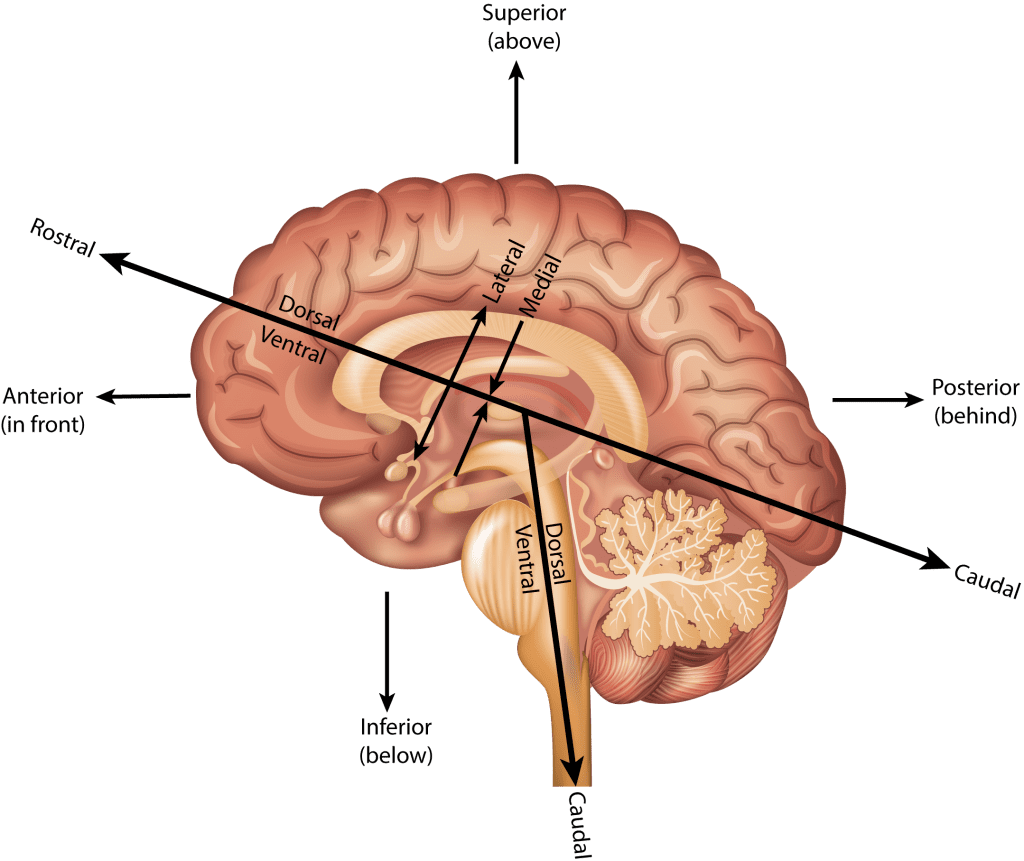 Superior
(above)
Rostral
Lateral
Medial
Dorsal
Ventral
Anterior
(in front)
Posterior
(behind)
Dorsal
Ventral
Caudal
Inferior
(below)
Caudal